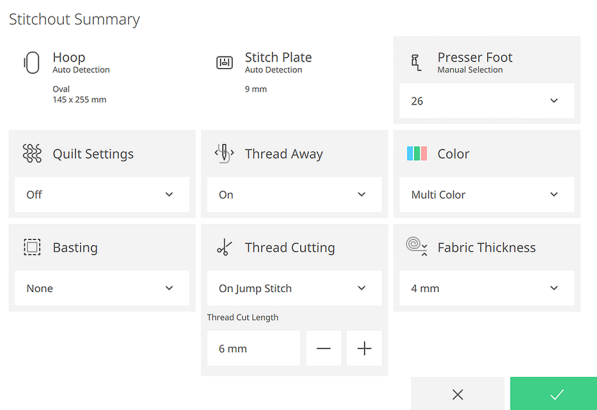 Stitchout Summary
Hoop
Auto Detection
Oval
145 x 255 mm
Stitch Plate
Auto Detection
9 mm
Presser Foot
Manual Selection
26
Quilt Settings
Off
Thread Away
On
Color
Multi Color
Basting
None
Thread Cutting
On Jump Stitch
Thread Cut Length
6 mm
Fabric Thickness
4 mm